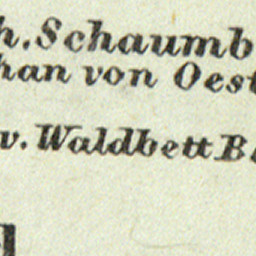 h. Schaumb
han von Oest
v. Waldbett B